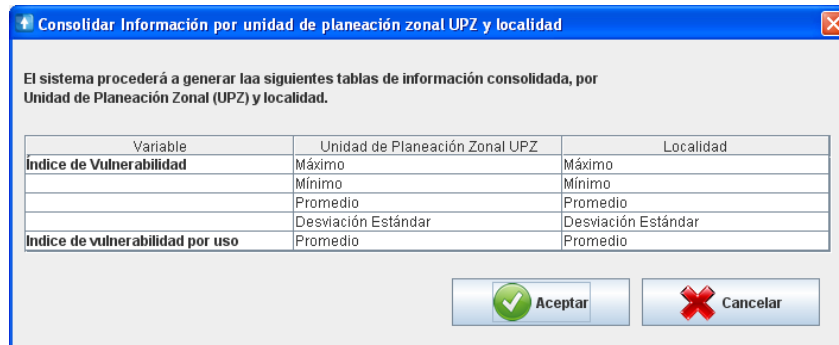 Consolidar Información por unidad de planeación zonal UPZ y localidad
El sistema procederá a generar laa siguientes tablas de información consolidada, por
Unidad de Planeación Zonal (UPZ) y localidad.
Variable Unidad de Planeación Zonal UPZ Localidad
Índice de Vulnerabilidad Máximo Máximo
Mínimo Mínimo
Promedio Promedio
Desviación Estándar Desviación Estándar
Indice de vulnerabilidad por uso Promedio Promedio
Aceptar Cancelar